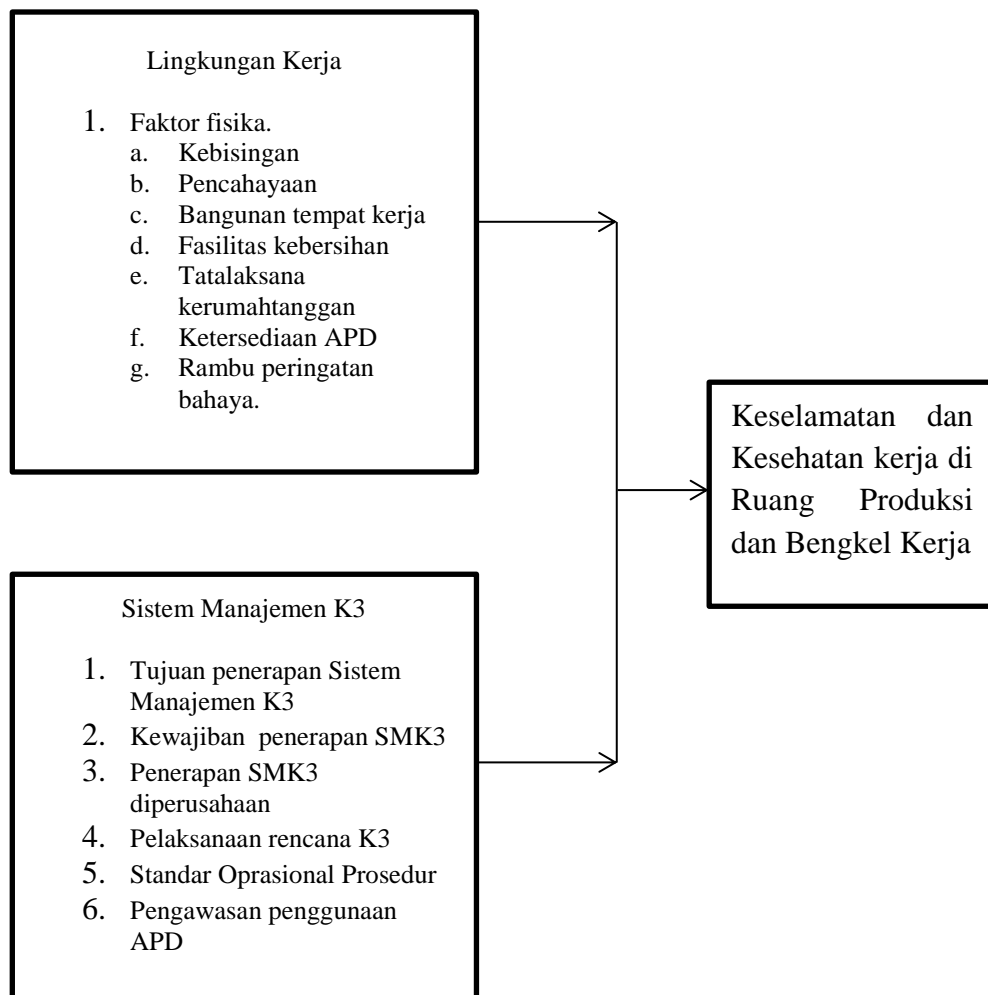 Lingkungan Kerja
1. Faktor fisika.
a. Kebisingan
b. Pencahayaan
c. Bangunan tempat kerja
d. Fasilitas kebersihan
e. Tatalaksana
kerumahtanggan
f. Ketersediaan APD
g. Rambu peringatan
bahaya.
Sistem Manajemen K3
1. Tujuan penerapan Sistem
Manajemen K3
2. Kewajiban penerapan SMK3
3. Penerapan SMK3
diperusahaan
4. Pelaksanaan rencana K3
5. Standar Oprasional Prosedur
6. Pengawasan penggunaan
APD
Keselamatan dan
Kesehatan kerja di
Ruang Produksi
dan Bengkel Kerja